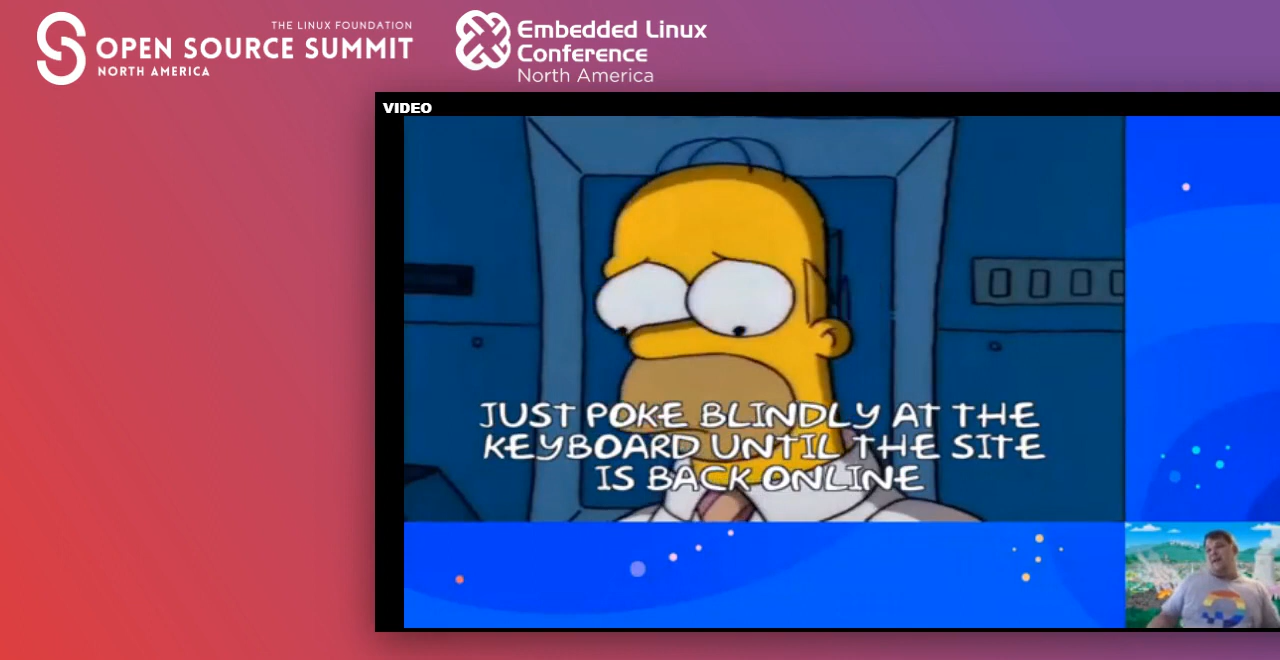 THE LINUX FOUNDATION
OPEN SOURCE SUMMIT
NORTH AMERICA
Embedded Linux
Conference
North America
VIDEO
JUST POKE BLINDLY AT THE
KEYBOARD UNTIL THE SITE
IS BACK ONLINE